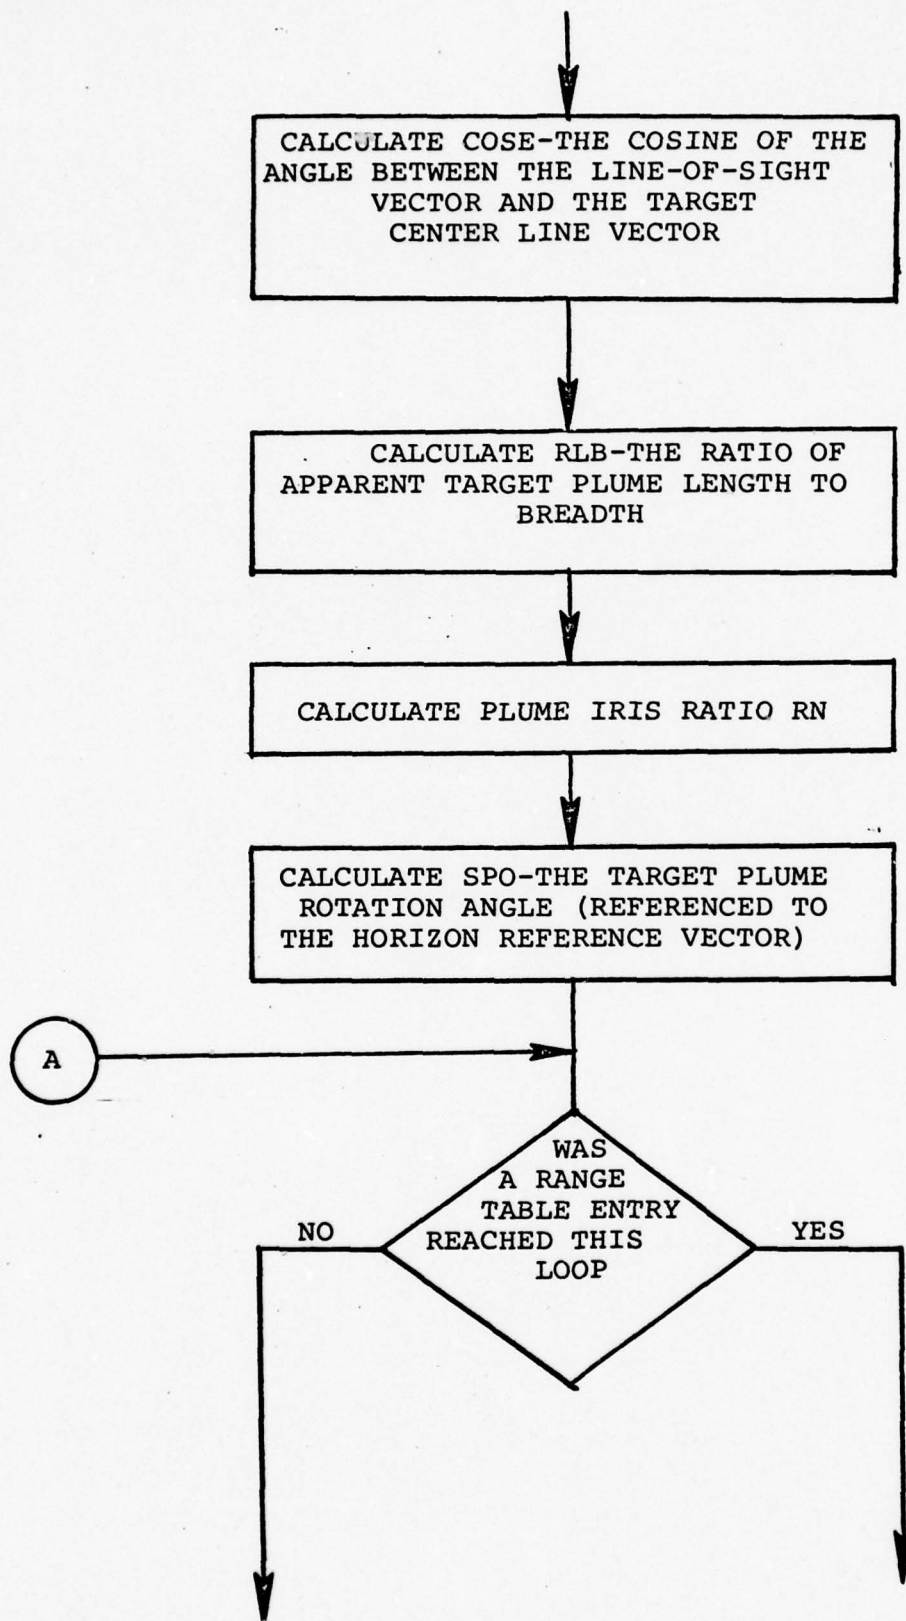 CALCULATE COSE-THE COSINE OF THE
ANGLE BETWEEN THE LINE-OF-SIGHT
VECTOR AND THE TARGET
CENTER LINE VECTOR
CALCULATE RLB-THE RATIO OF
APPARENT TARGET PLUME LENGTH TO
BREADTH
CALCULATE PLUME IRIS RATIO RN
CALCULATE SPO-THE TARGET PLUME
ROTATION ANGLE (REFERENCED TO
THE HORIZON REFERENCE VECTOR)
A
WAS
A RANGE
TABLE ENTRY
REACHED THIS
LOOP
NO
YES